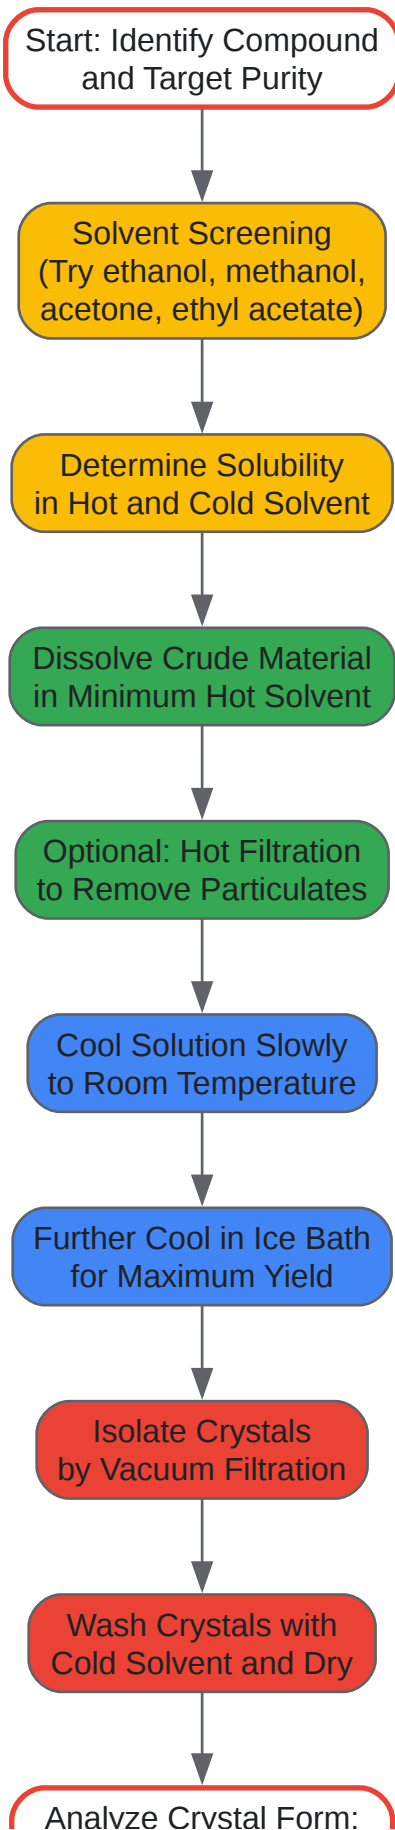 Start: Identify Compound
and Target Purity
Solvent Screening
(Try ethanol, methanol,
acetone, ethyl acetate)
Determine Solubility
in Hot and Cold Solvent
Dissolve Crude Material
in Minimum Hot Solvent
Optional: Hot Filtration
to Remove Particulates
Cool Solution Slowly
to Room Temperature
Further Cool in Ice Bath
for Maximum Yield
Isolate Crystals
by Vacuum Filtration
Wash Crystals with
Cold Solvent and Dry
Analyze Crystal Form: